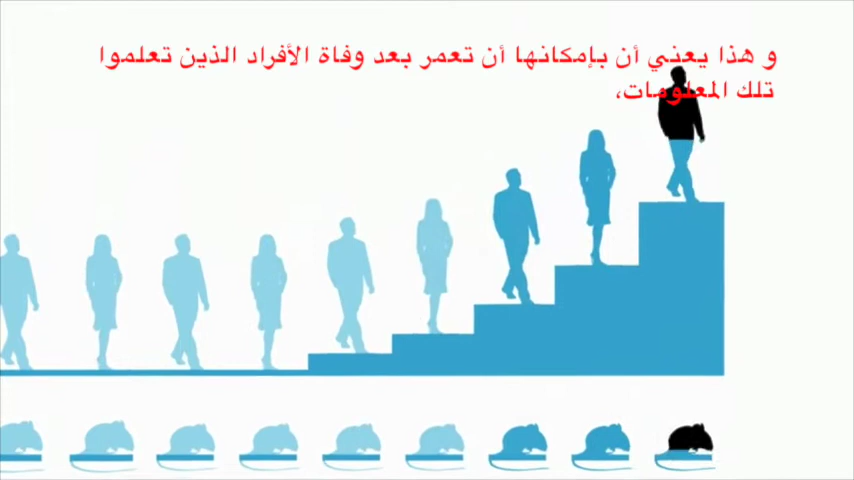 و هذا يعني أن بإمكانها أن تعمر بعد وفاة الأفراد الذين تعلموا
تلك المعلومات،